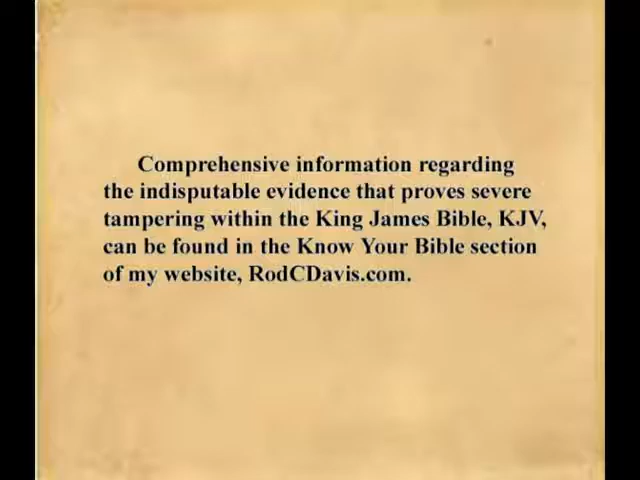 Comprehensive information regarding
the indisputable evidence that proves severe
tampering within the King James Bible, KJV,
can be found in the Know Your Bible section
of my website, RodCDavis.com.